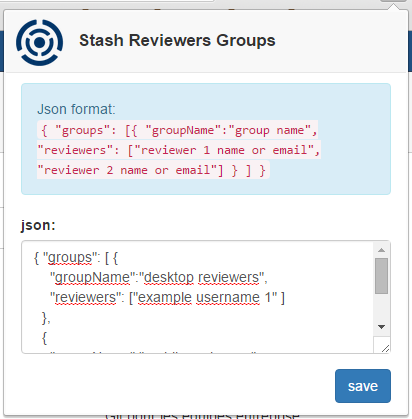 Stash Reviewers Groups
Json format:
{ "groups": [{ "groupName":"group name",
"reviewers": ["reviewer 1 name or email",
"reviewer 2 name or email"] } ] }
json:
{ "groups": [ {
"groupName":"desktop reviewers",
"reviewers": ["example username 1" ]
},
{
save